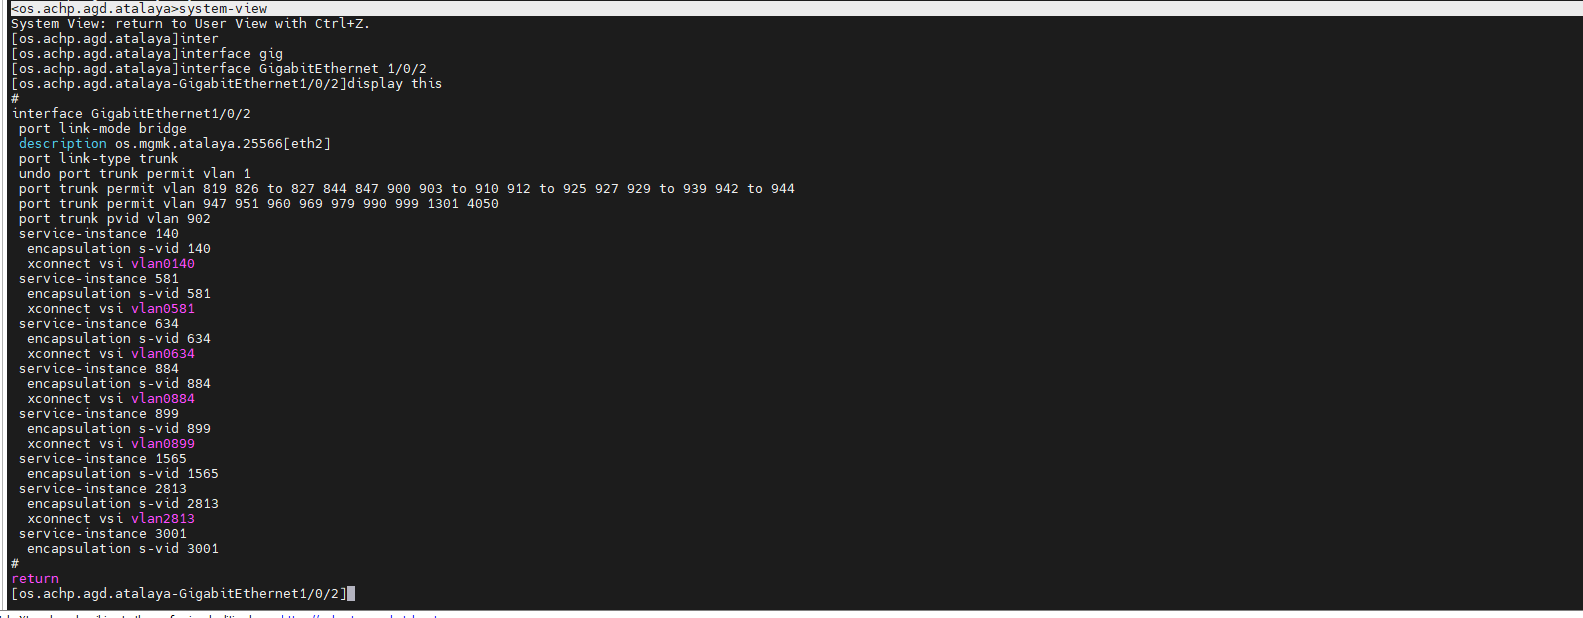 <os.achp.agd.atalaya>system-view
System View: return to User View with Ctrl+Z.
[os.achp.agd.atalaya]inter
[os.achp.agd.atalaya]interface gig
[os.achp.agd.atalaya]interface GigabitEthernet 1/0/2
[os.achp.agd.atalaya-GigabitEthernet1/0/2]display this
#
interface GigabitEthernet1/0/2
 port link-mode bridge
 description os.mgmk.atalaya.25566[eth2]
 port link-type trunk
 undo port trunk permit vlan 1
 port trunk permit vlan 819 826 to 827 844 847 900 903 to 910 912 to 925 927 929 to 939 942 to 944
 port trunk permit vlan 947 951 960 969 979 990 999 1301 4050
 port trunk pvid vlan 902
 service-instance 140
  encapsulation s-vid 140
  xconnect vsi vlan0140
 service-instance 581
  encapsulation s-vid 581
  xconnect vsi vlan0581
 service-instance 634
  encapsulation s-vid 634
  xconnect vsi vlan0634
 service-instance 884
  encapsulation s-vid 884
  xconnect vsi vlan0884
 service-instance 899
  encapsulation s-vid 899
  xconnect vsi vlan0899
 service-instance 1565
  encapsulation s-vid 1565
 service-instance 2813
  encapsulation s-vid 2813
  xconnect vsi vlan2813
 service-instance 3001
  encapsulation s-vid 3001
#
return
[os.achp.agd.atalaya-GigabitEthernet1/0/2]